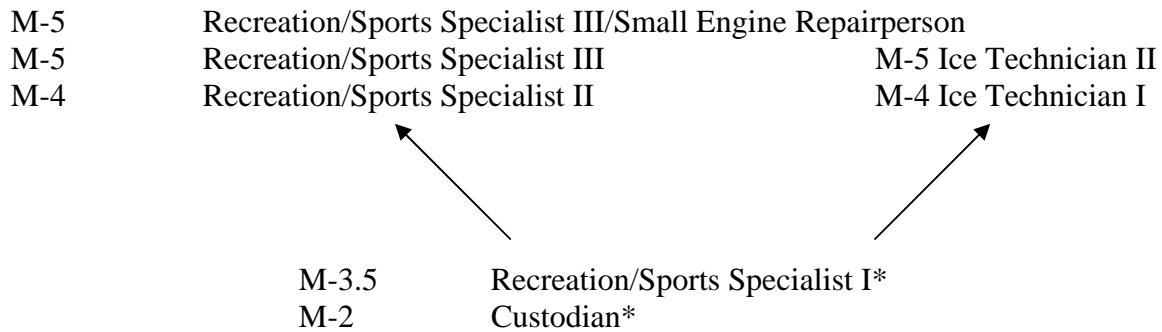 M-5 Recreation/Sports Specialist III/Small Engine Repairperson
M-5 Recreation/Sports Specialist III M-5 Ice Technician II
M-4 Recreation/Sports Specialist II M-4 Ice Technician I
M-3.5 Recreation/Sports Specialist I*
M-2 Custodian*